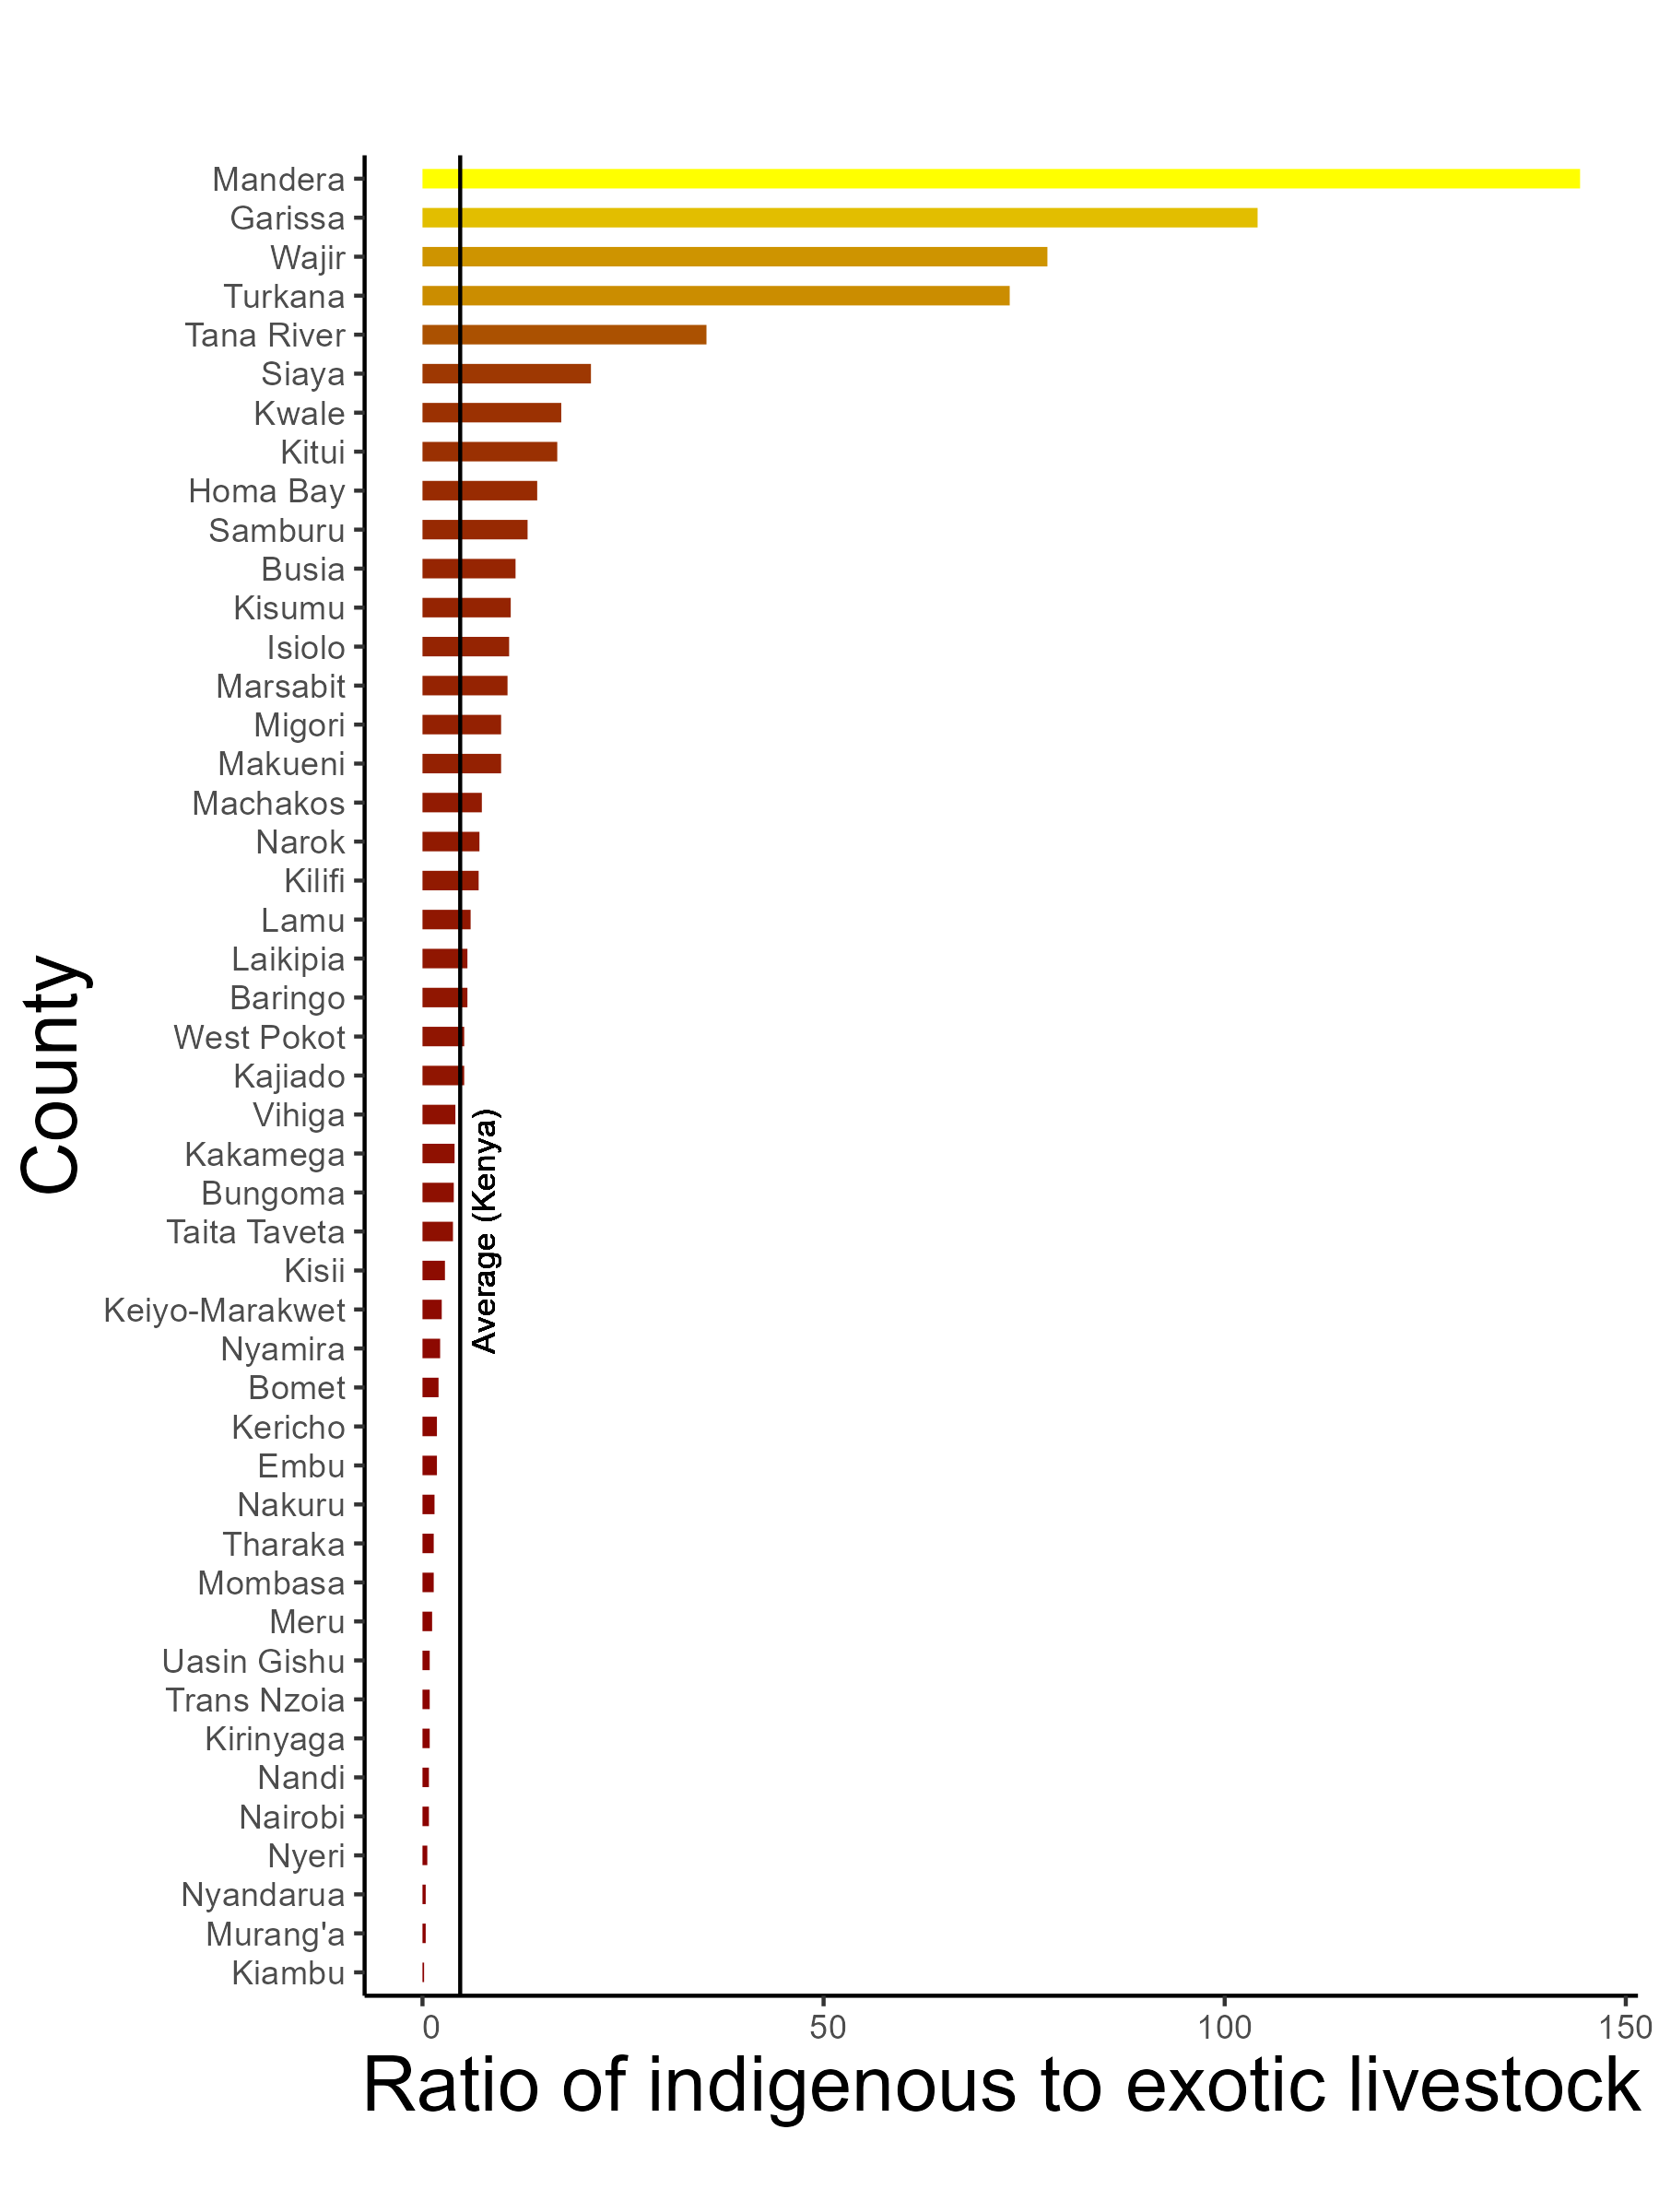 Mandera
Garissa
Wajir
Turkana
Tana River
Siaya
Kwale
Kitui
Homa Bay
Samburu
Busia
Kisumu
Isiolo
Marsabit
Migori
Makueni
Machakos
Narok
Kilifi
Lamu
Laikipia
Baringo
West Pokot
Kajiado
Vihiga
Kakamega
Bungoma
Taita Taveta
Kisii
Keiyo-Marakwet
Nyamira
Bomet
Kericho
Embu
Nakuru
Tharaka
Mombasa
Meru
Uasin Gishu
Trans Nzoia
Kirinyaga
Nandi
Nairobi
Nyeri
Nyandarua
Murang'a
Kiambu
County
Average (Kenya)
0 50 100 150
Ratio of indigenous to exotic livestock